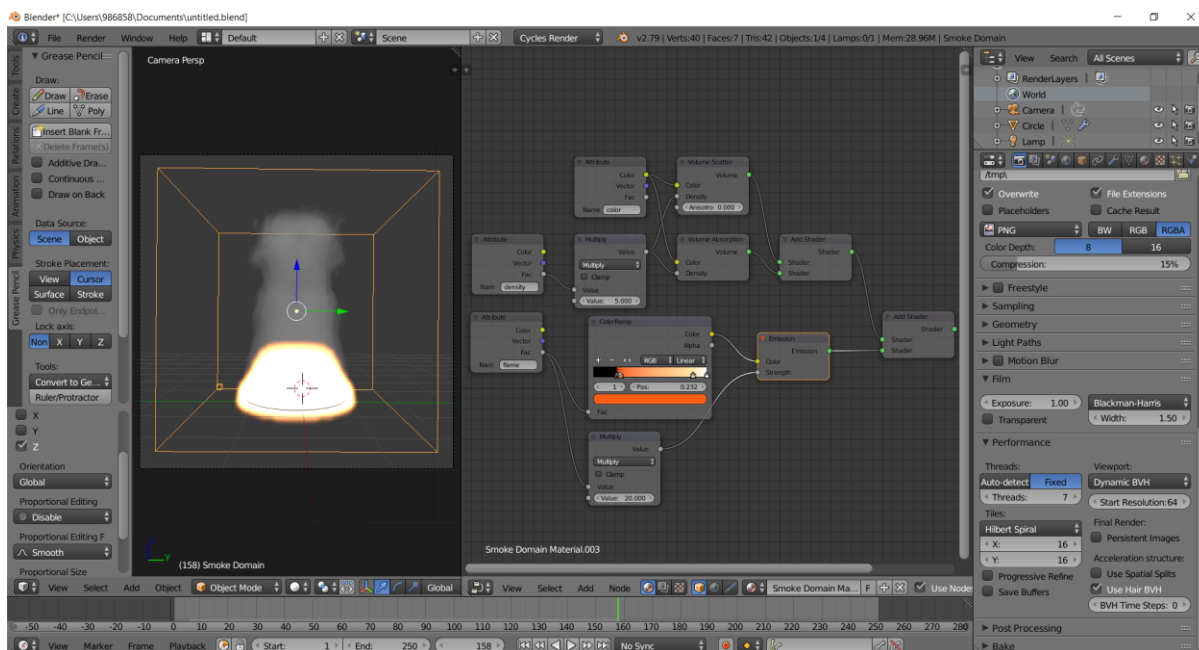 Blender* [C:\Users\986858\Documents\untitled.blend]
File Render Window Help Default Scene Cycles Render v2.79 | Verts:40 | Faces:7 | Tris:42 | Objects:1/4 | Lamps:0/1 | Mem:28.96M | Smoke Domain
Tools
Create
Relations
Animation
Physics
Grease Pencil
Grease Pencil
Draw:
Draw Erase
Line Poly
Insert Blank Fr...
Delete Frame(s)
Additive Dra...
Continuous ...
Draw on Back
Data Source:
Scene Object
Stroke Placement:
View Cursor
Surface Stroke
Only Endpoi...
Lock axis:
Non X Y Z
Tools:
Convert to Ge...
Ruler/Protractor
X
Y
Z
Orientation
Global
Proportional Editing
Disable
Proportional Editing F
Smooth
Proportional Size
Camera Persp
y
(158) Smoke Domain
Attribute
Color
Vector
Fac
Name color
Volume Scatter
Volume
Color
Density
Anisotro: 0.000
Attribute
Color
Vector
Fac
Nam density
Multiply
Value
Multiply
Clamp
Value
Value: 5.000
Volume Absorption
Volume
Color
Density
Add Shader
Shader
Shader
Shader
Attribute
Color
Vector
Fac
Nam flame
ColorRamp
Color
Alpha
+ - RGB Linear
1 Pos: 0.232
Fac
Emission
Emission
Color
Strength
Add Shader
Shader
Shader
Shader
Multiply
Value
Multiply
Clamp
Value
Value: 20.000
Smoke Domain Material.003
View Search All Scenes
RenderLayers |
World
Camera |
Circle |
Lamp |
/tmp\
Overwrite File Extensions
Placeholders Cache Result
PNG BW RGB RGBA
Color Depth: 8 16
Compression: 15%
Freestyle
Sampling
Geometry
Light Paths
Motion Blur
Film
Exposure: 1.00 Blackman-Harris
Transparent Width: 1.50
Performance
Threads: Viewport:
Auto-detect Fixed Dynamic BVH
Threads: 7 Start Resolution: 64
Tiles: Final Render:
Hilbert Spiral Persistent Images
X: 16
Y: 16 Acceleration structure:
Progressive Refine Use Spatial Splits
Save Buffers Use Hair BVH
BVH Time Steps: 0
Post Processing
Bake
View Select Add Object Object Mode Global
View Select Add Node Smoke Domain Ma... F Use Node
-50 -40 -30 -20 -10 0 10 20 30 40 50 60 70 80 90 100 110 120 130 140 150 160 170 180 190 200 210 220 230 240 250 260 270 280
View Marker Frame Playback Start: 1 End: 250 158 No Sync